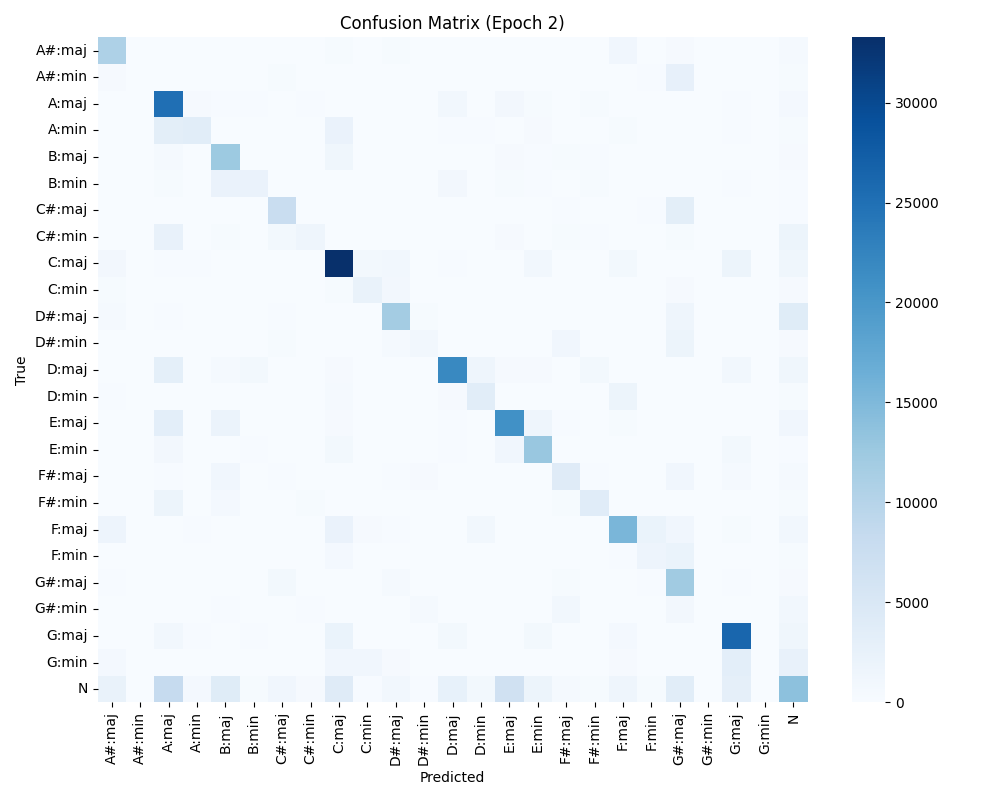 Confusion Matrix (Epoch 2)
True
A#:maj
A#:min
A:maj
A:min
B:maj
B:min
C#:maj
C#:min
C:maj
C:min
D#:maj
D#:min
D:maj
D:min
E:maj
E:min
F#:maj
F#:min
F:maj
F:min
G#:maj
G#:min
G:maj
G:min
N
A#:maj
A#:min
A:maj
A:min
B:maj
B:min
C#:maj
C#:min
C:maj
C:min
D#:maj
D#:min
D:maj
D:min
E:maj
E:min
F#:maj
F#:min
F:maj
F:min
G#:maj
G#:min
G:maj
G:min
N
Predicted
30000
25000
20000
15000
10000
5000
0